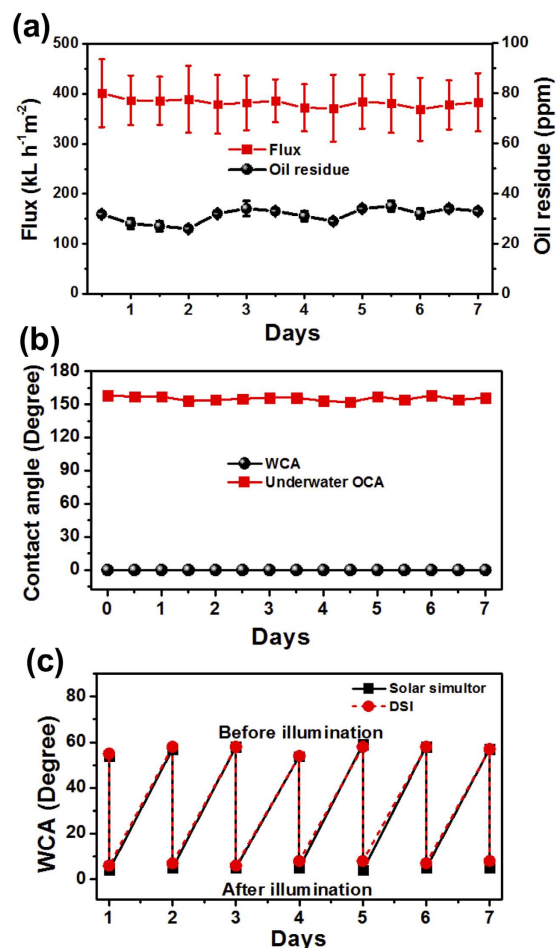 (a)
500
400
300
200
100
0
100
80
60
40
20
0
Flux (kL h⁻¹m⁻²)
Oil residue (ppm)
Flux
Oil residue
1 2 3 4 5 6 7
Days
(b)
180
150
120
90
60
30
0
Contact angle (Degree)
WCA
Underwater OCA
0 1 2 3 4 5 6 7
Days
(c)
80
60
40
20
0
WCA (Degree)
Solar simultor
DSI
Before illumination
After illumination
1 2 3 4 5 6 7
Days